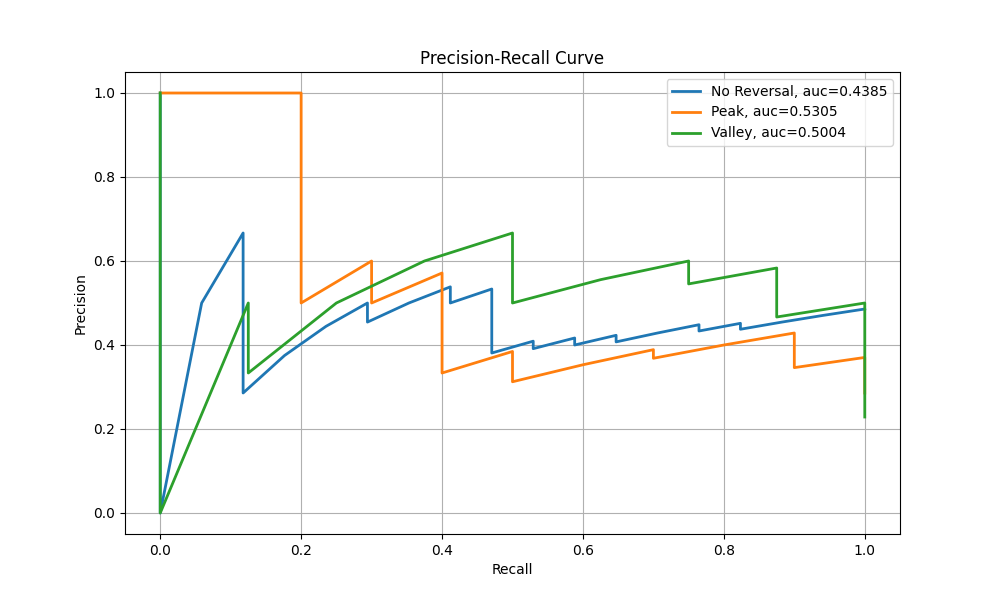 Precision-Recall Curve
No Reversal, auc=0.4385
Peak, auc=0.5305
Valley, auc=0.5004
Precision
1.0
0.8
0.6
0.4
0.2
0.0
0.0 0.2 0.4 0.6 0.8 1.0
Recall